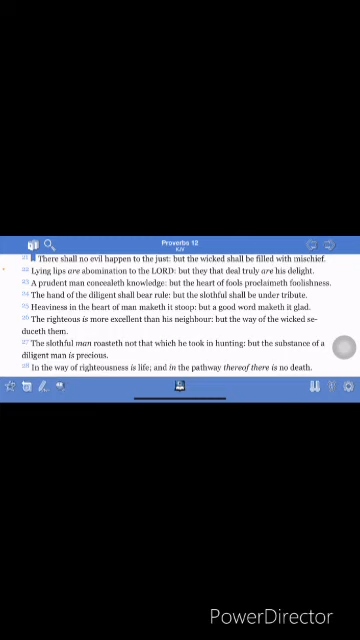 Proverbs 12
KJV
21 There shall no evil happen to the just: but the wicked shall be filled with mischief.
22 Lying lips are abomination to the LORD: but they that deal truly are his delight.
23 A prudent man concealeth knowledge: but the heart of fools proclaimeth foolishness.
24 The hand of the diligent shall bear rule: but the slothful shall be under tribute.
25 Heaviness in the heart of man maketh it stoop: but a good word maketh it glad.
26 The righteous is more excellent than his neighbour: but the way of the wicked se-
duceth them.
27 The slothful man roasteth not that which he took in hunting: but the substance of a
diligent man is precious.
28 In the way of righteousness is life; and in the pathway thereof there is no death.
PowerDirector